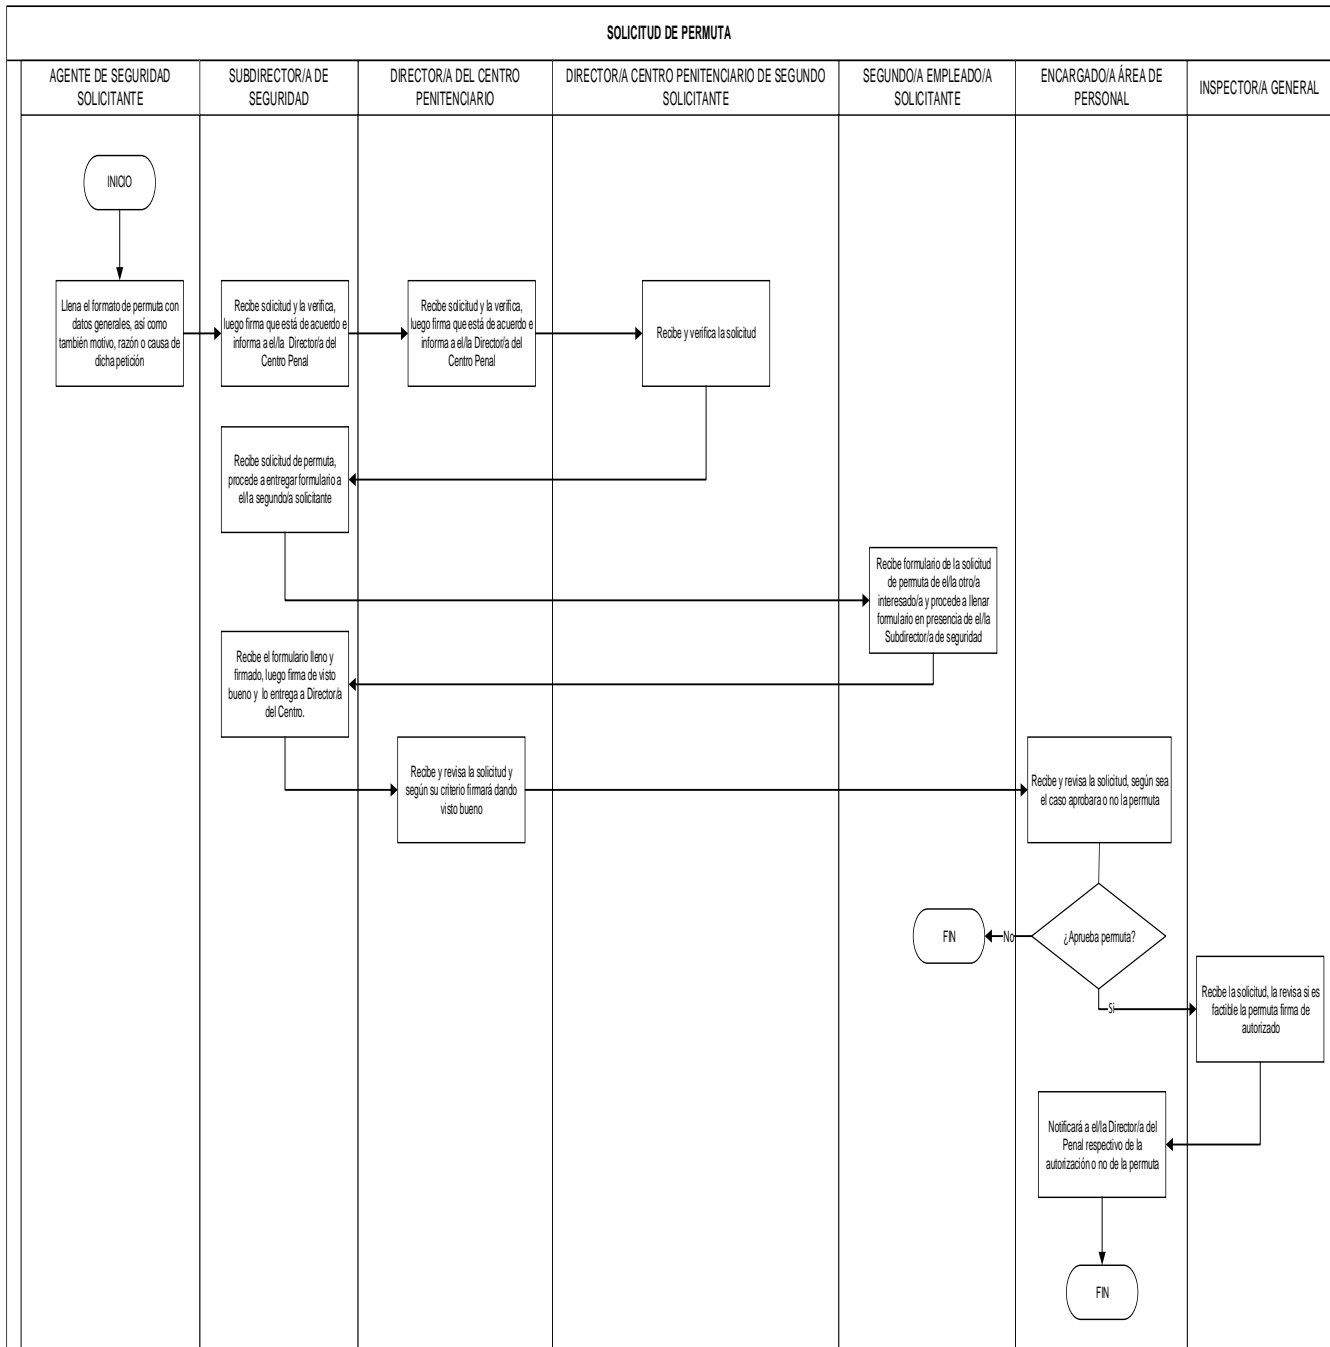 SOLICITUD DE PERMUTA
AGENTE DE SEGURIDAD
SOLICITANTE
SUBDIRECTOR/A DE
SEGURIDAD
DIRECTOR/A DEL CENTRO
PENITENCIARIO
DIRECTOR/A CENTRO PENITENCIARIO DE SEGUNDO
SOLICITANTE
SEGUNDO/A EMPLEADO/A
SOLICITANTE
ENCARGADO/A ÁREA DE
PERSONAL
INSPECTOR/A GENERAL
INICIO
Llena el formato de permuta con
datos generales, así como
también motivo, razón o causa de
dicha petición
Recibe solicitud y la verifica,
luego firma que está de acuerdo e
informa a el/la Director/a del
Centro Penal
Recibe solicitud y la verifica,
luego firma que está de acuerdo e
informa a el/la Director/a del
Centro Penal
Recibe y verifica la solicitud
Recibe solicitud de permuta,
procede a entregar formulario a
el/la segundo/a solicitante
Recibe formulario de la solicitud
de permuta de el/la otro/a
interesado/a y procede a llenar
formulario en presencia de el/la
Subdirector/a de seguridad
Recibe el formulario lleno y
firmado, luego firma de visto
bueno y lo entrega a Director/a
del Centro.
Recibe y revisa la solicitud y
según su criterio firmará dando
visto bueno
Recibe y revisa la solicitud, según sea
el caso aprobara o no la permuta
¿Aprueba permuta?
No
FIN
Si
Recibe la solicitud, la revisa si es
factible la permuta firma de
autorizado
Notificará a el/la Director/a del
Penal respectivo de la
autorización o no de la permuta
FIN